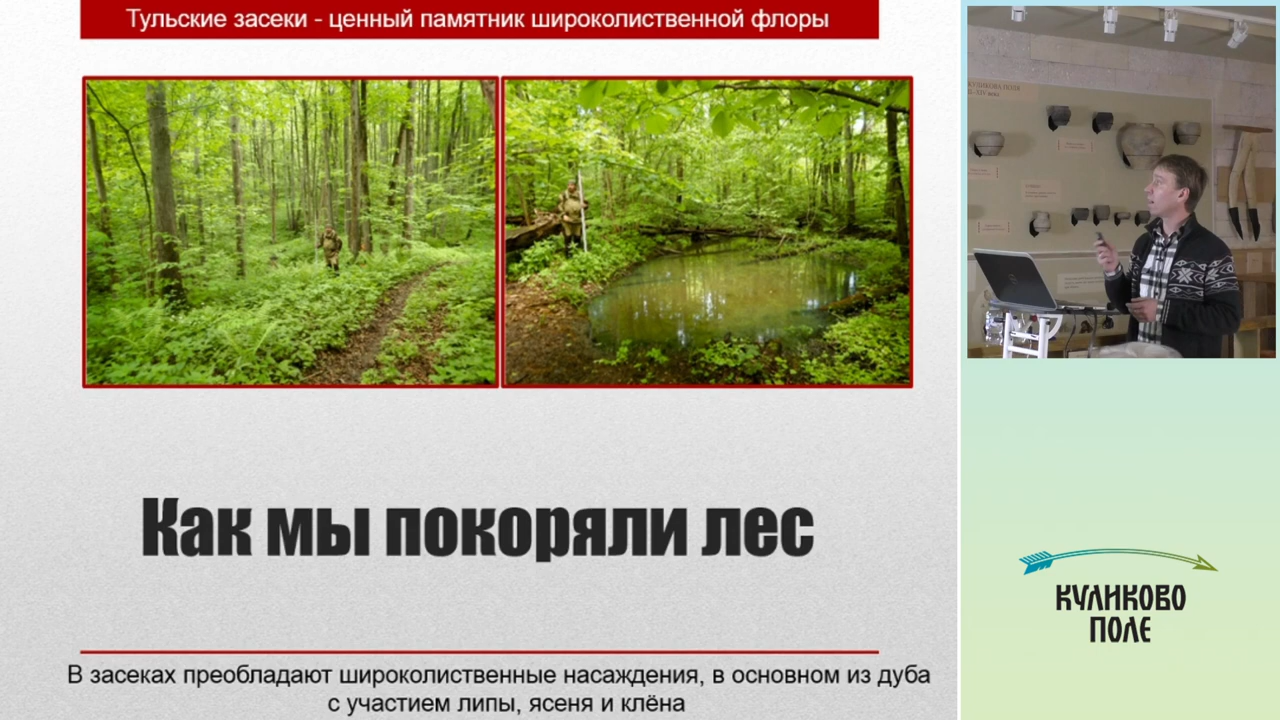 Тульские засеки - ценный памятник широколиственной флоры
Как мы покоряли лес
В засеках преобладают широколиственные насаждения, в основном из дуба
с участием липы, ясеня и клёна
КУЛИКОВО
ПОЛЕ